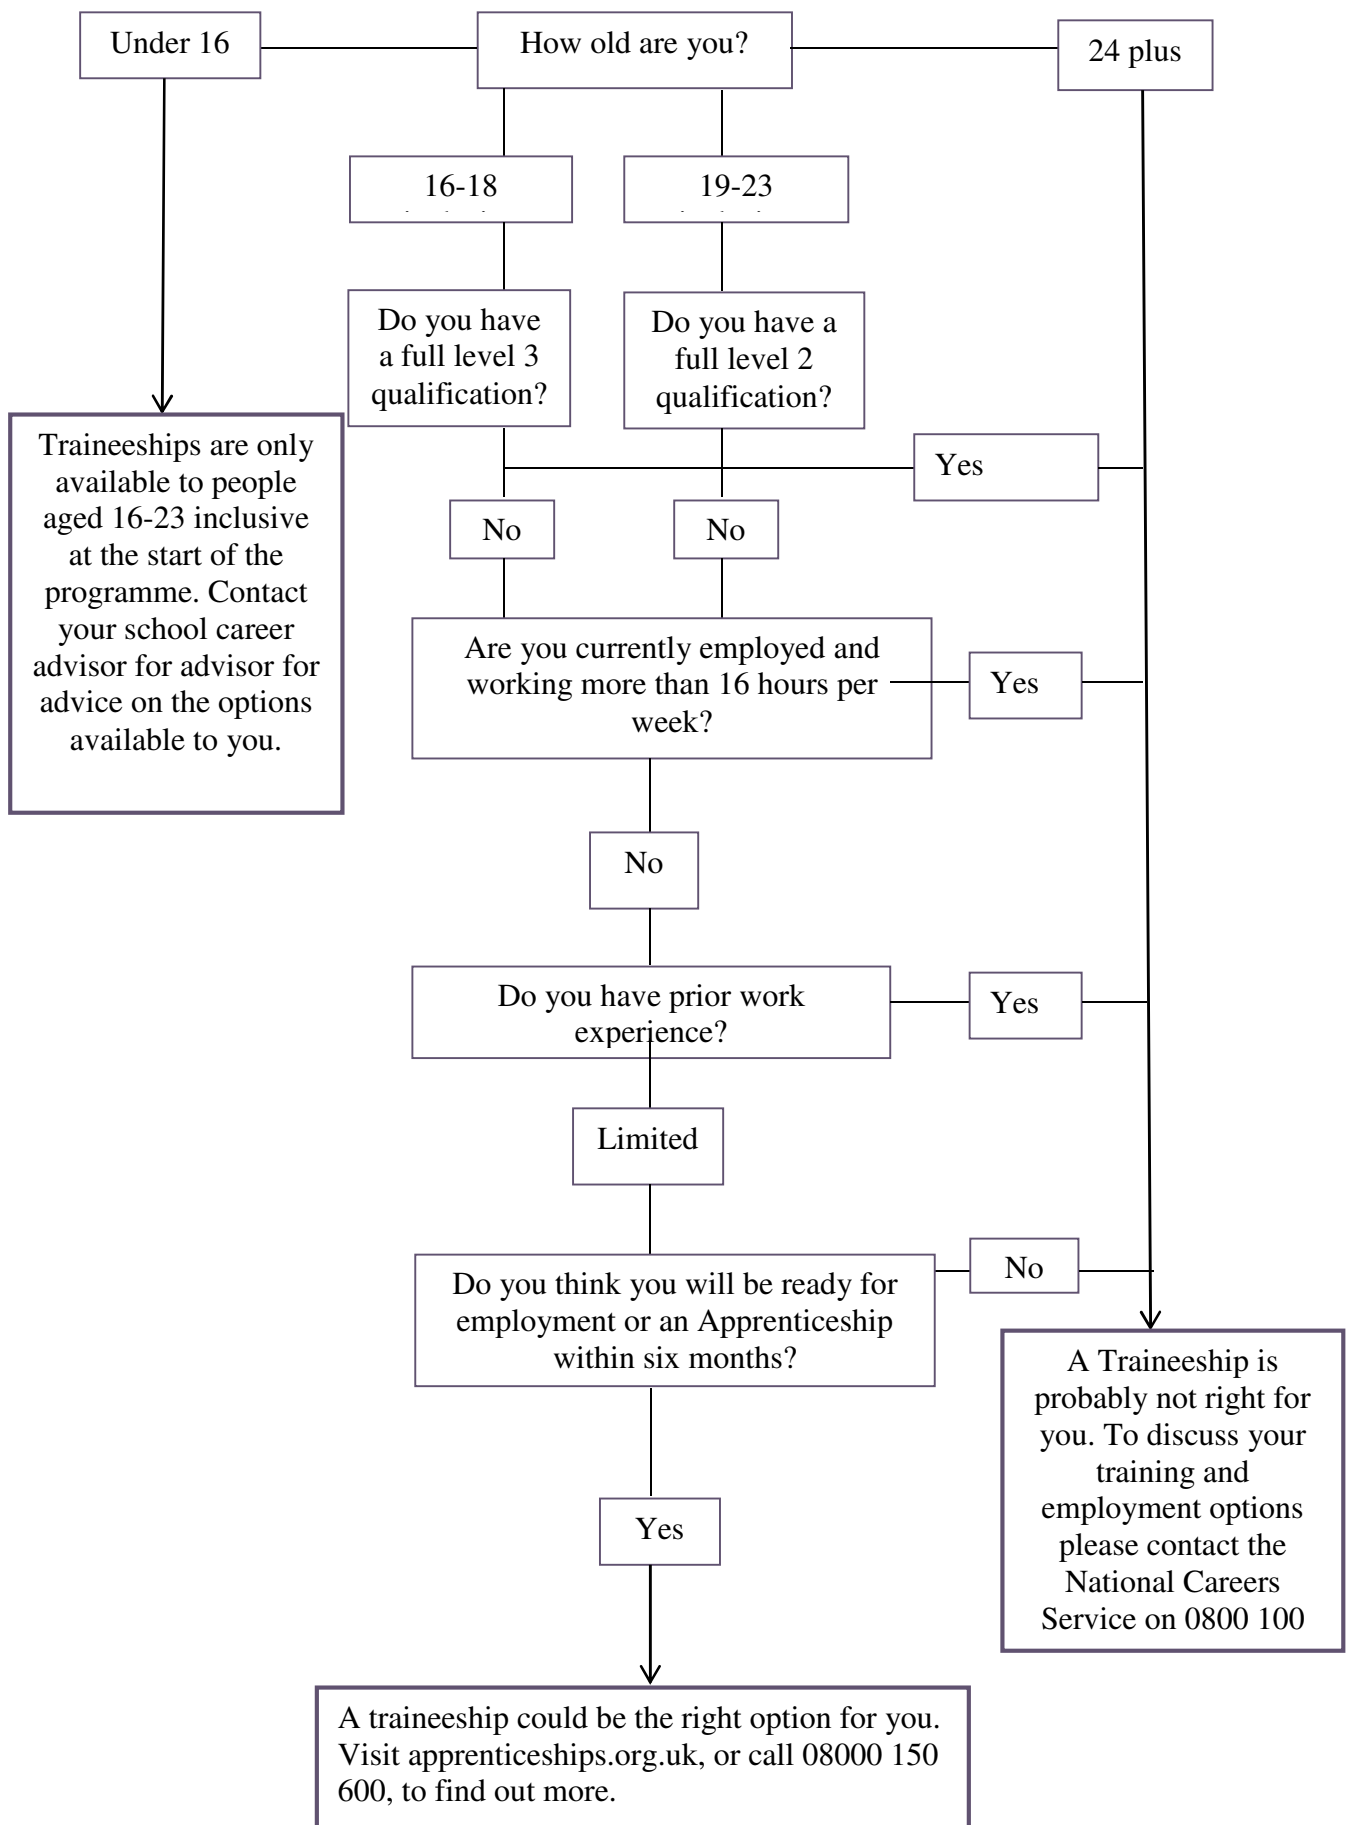 Under 16
How old are you?
24 plus
16-18
19-23
Do you have
a full level 3
qualification?
Do you have a
full level 2
qualification?
Traineeships are only
available to people
aged 16-23 inclusive
at the start of the
programme. Contact
your school career
advisor for advisor for
advice on the options
available to you.
Yes
No
No
Are you currently employed and
working more than 16 hours per
week?
Yes
No
Do you have prior work
experience?
Yes
Limited
Do you think you will be ready for
employment or an Apprenticeship
within six months?
No
A Traineeship is
probably not right for
you. To discuss your
training and
employment options
please contact the
National Careers
Service on 0800 100
Yes
A traineeship could be the right option for you.
Visit apprenticeships.org.uk, or call 08000 150
600, to find out more.